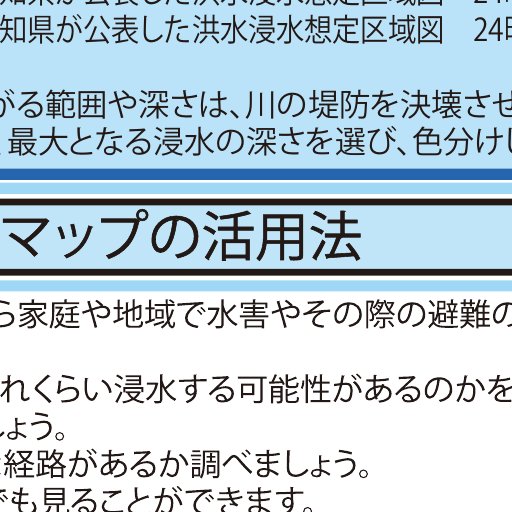 知県が公表した洪水浸水想定区域図　24
がる範囲や深さは、川の堤防を決壊させ
最大となる浸水の深さを選び、色分けし
マップの活用法
ら家庭や地域で水害やその際の避難の
れくらい浸水する可能性があるのかを
しょう。
経路があるか調べましょう。
でも見ることができます。